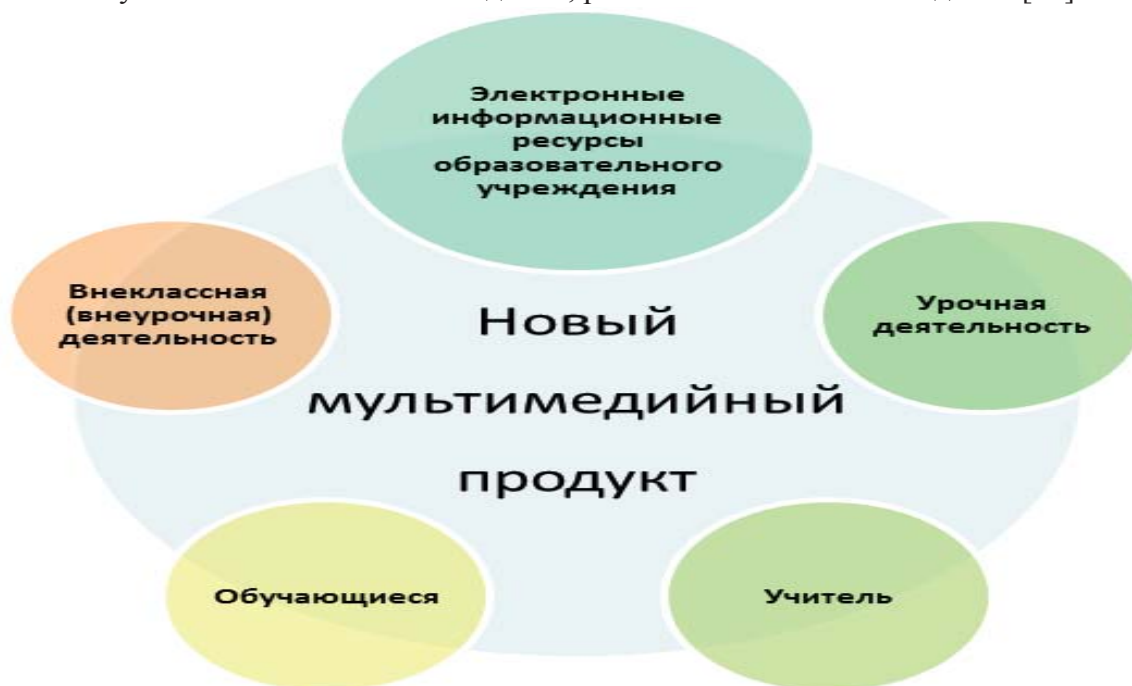 Электронные
информационные
ресурсы
образовательного
учреждения
Внеклассная
(внеурочная)
деятельность
Урочная
деятельность
Новый
мультимедийный
продукт
Обучающиеся
Учитель